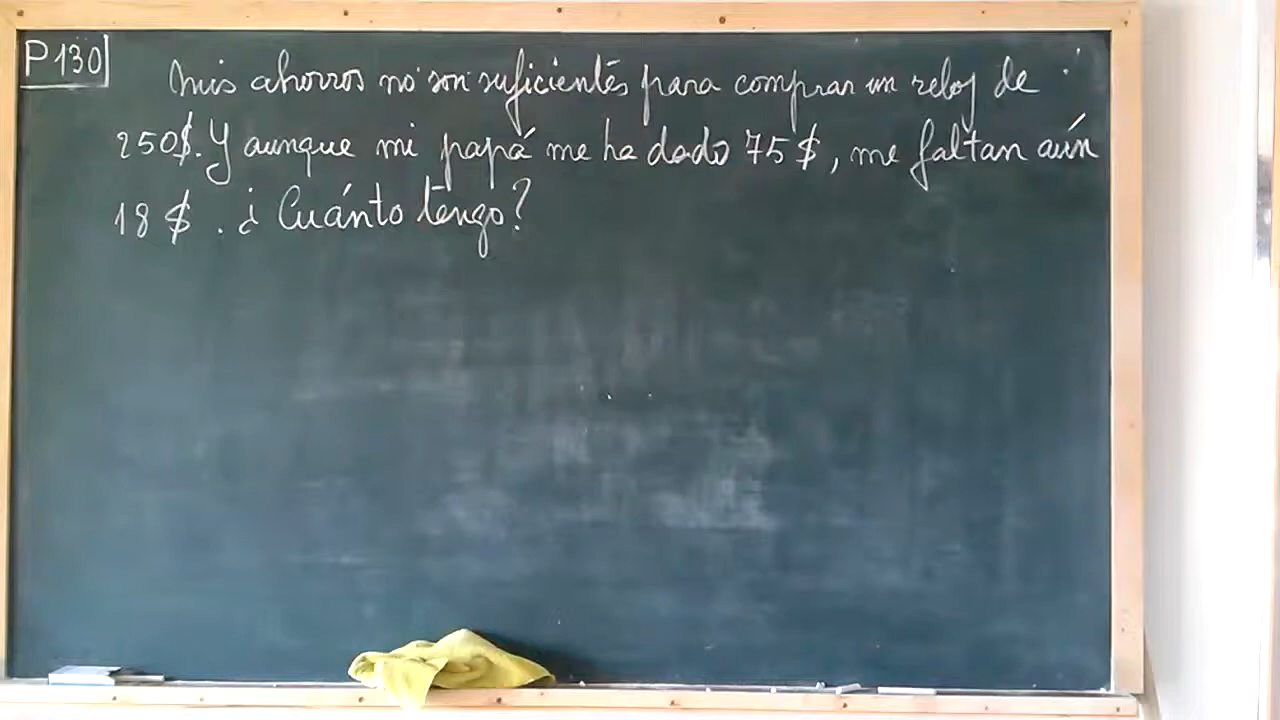 P130
Mis ahorros no son suficientes para comprar un reloj de
250$. Y aunque mi papá me ha dado 75$, me faltan aún
18$. ¿Cuánto tengo?